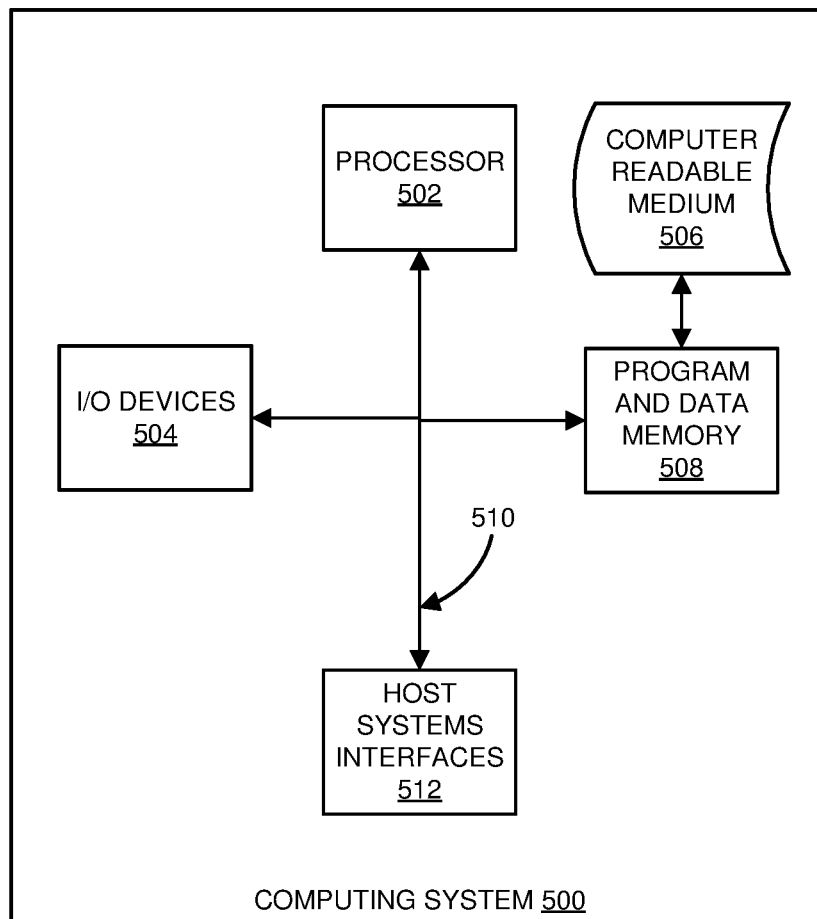 PROCESSOR
502
COMPUTER
READABLE
MEDIUM
506
I/O DEVICES
504
PROGRAM
AND DATA
MEMORY
508
510
HOST
SYSTEMS
INTERFACES
512
COMPUTING SYSTEM 500